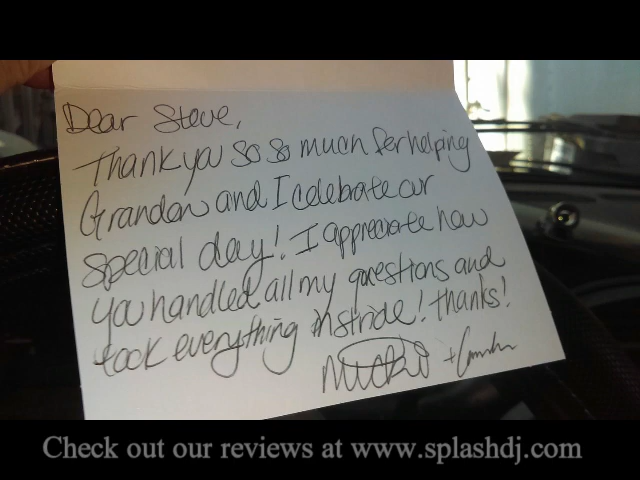 Dear Steve,
Thank you so so much for helping
Grandon and I celebrate our
special day! I appreciate how
you handled all my questions and
took everything in stride! Thanks!
Micki +
Check out our reviews at www.splashdj.com